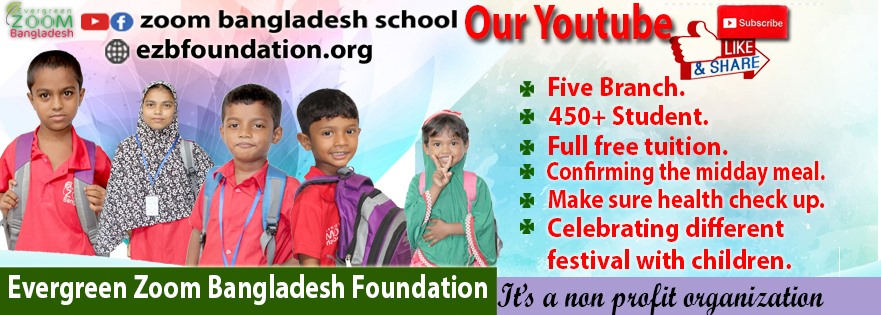 Evergreen
ZOOM
Bangladesh
zoom bangladesh school
ezbfoundation.org
Our Youtube
Subscribe
LIKE
& SHARE
Five Branch.
450+ Student.
Full free tuition.
Confirming the midday meal.
Make sure health check up.
Celebrating different
festival with children.
Evergreen Zoom Bangladesh Foundation
It's a non profit organization